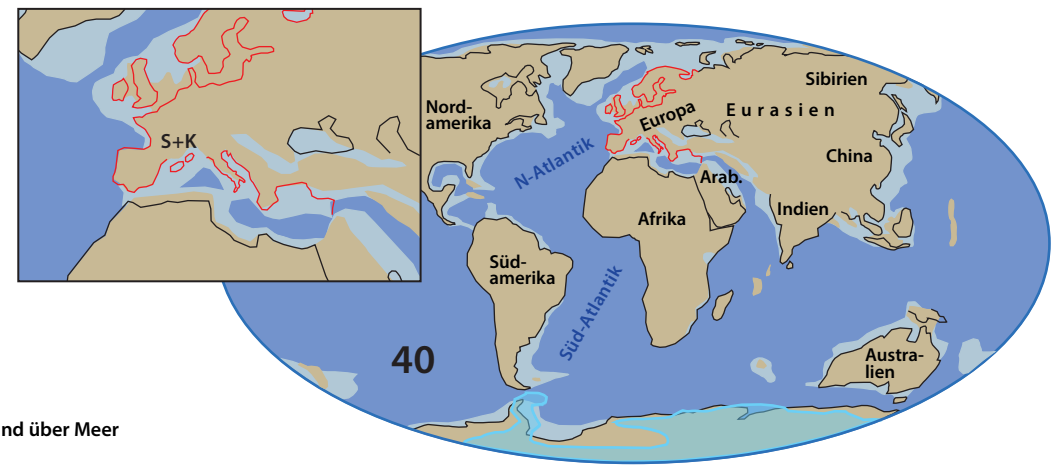 S+K
Nord-
amerika
Europa
Sibirien
Eurasien
N-Atlantik
China
Arab.
Indien
Afrika
Süd-
amerika
Süd-Atlantik
40
Austra-
lien
nd über Meer